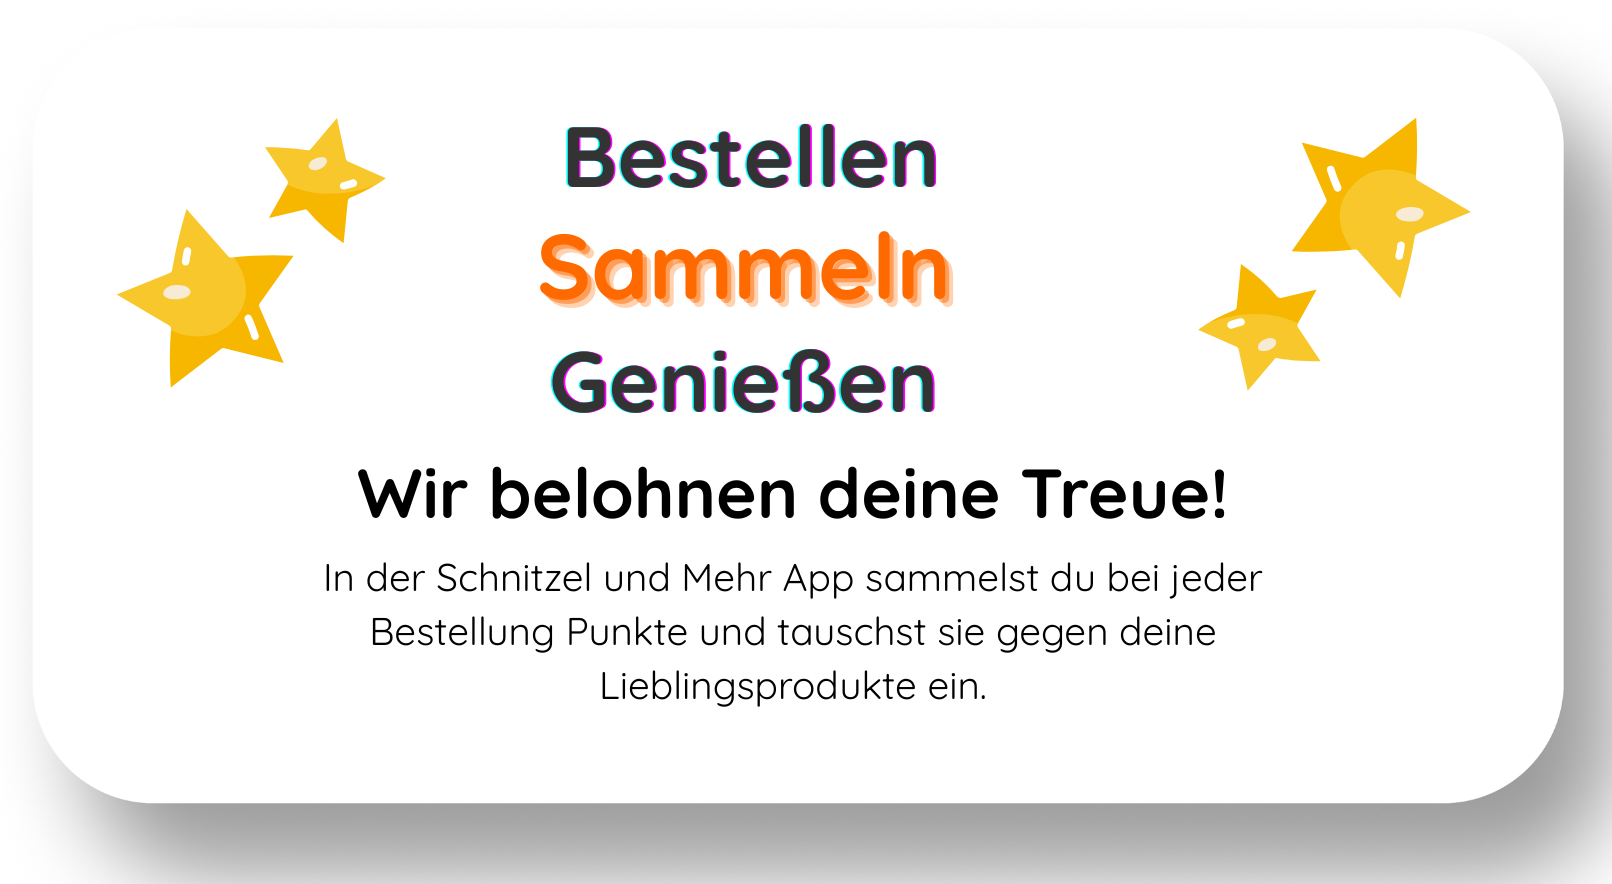 Bestellen
Sammeln
Genießen
Wir belohnen deine Treue!
In der Schnitzel und Mehr App sammelst du bei jeder
Bestellung Punkte und tauschst sie gegen deine
Lieblingsprodukte ein.